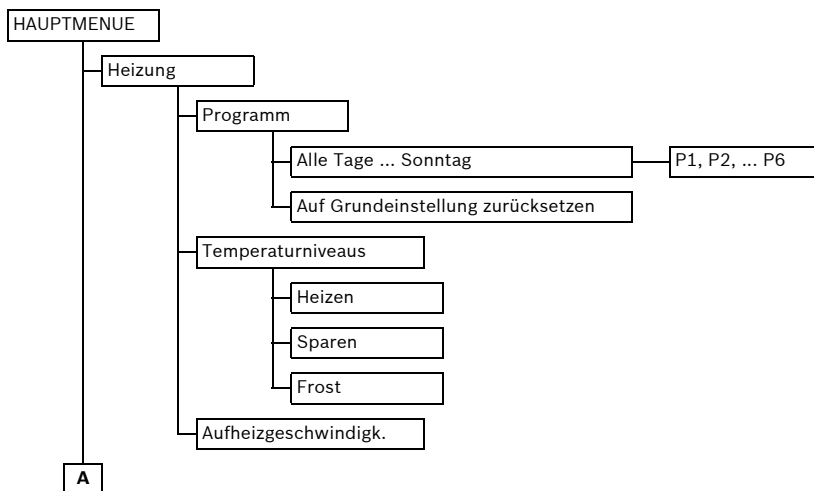 HAUPTMENUE
Heizung
Programm
Alle Tage ... Sonntag
P1, P2, ... P6
Auf Grundeinstellung zurücksetzen
Temperaturniveaus
Heizen
Sparen
Frost
Aufheizgeschwindigk.
A